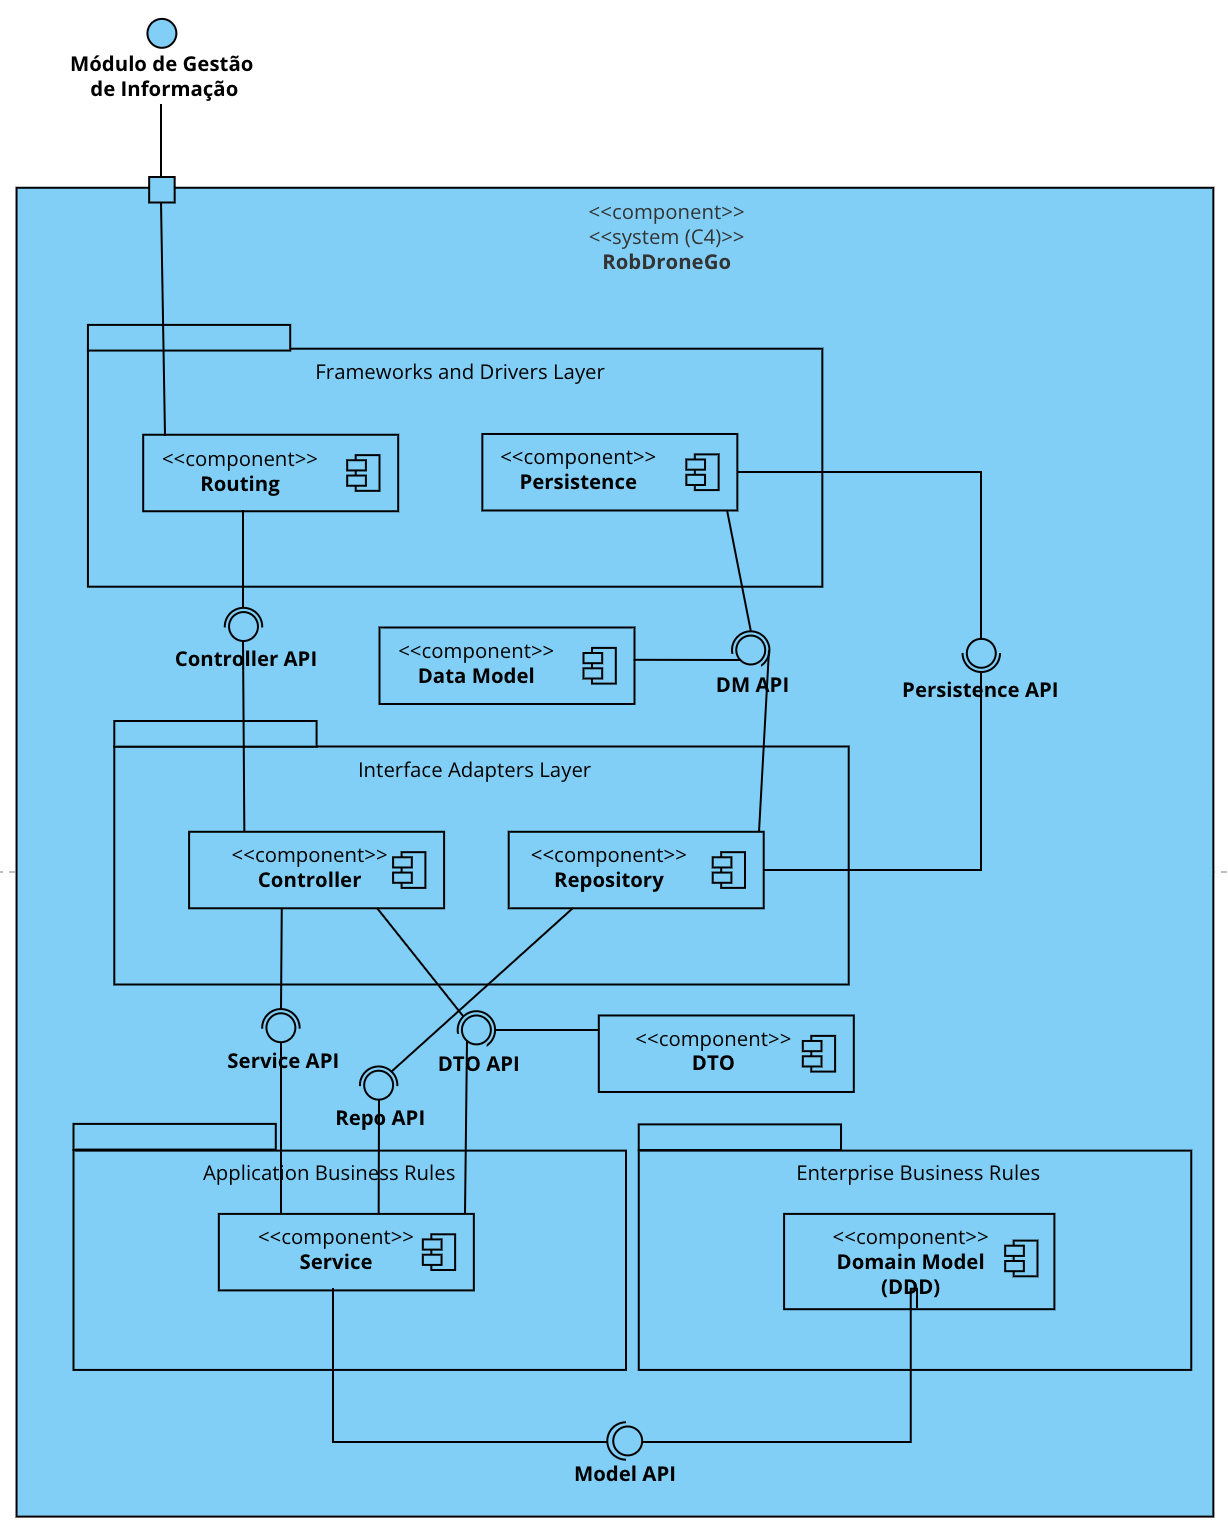 Módulo de Gestão
de Informação
<<component>>
<<system (C4)>>
RobDroneGo
Frameworks and Drivers Layer
<<component>>
Routing
<<component>>
Persistence
Controller API
<<component>>
Data Model
DM API
Persistence API
Interface Adapters Layer
<<component>>
Controller
<<component>>
Repository
Service API
DTO API
<<component>>
DTO
Repo API
Application Business Rules
Enterprise Business Rules
<<component>>
Service
<<component>>
Domain Model
(DDD)
Model API